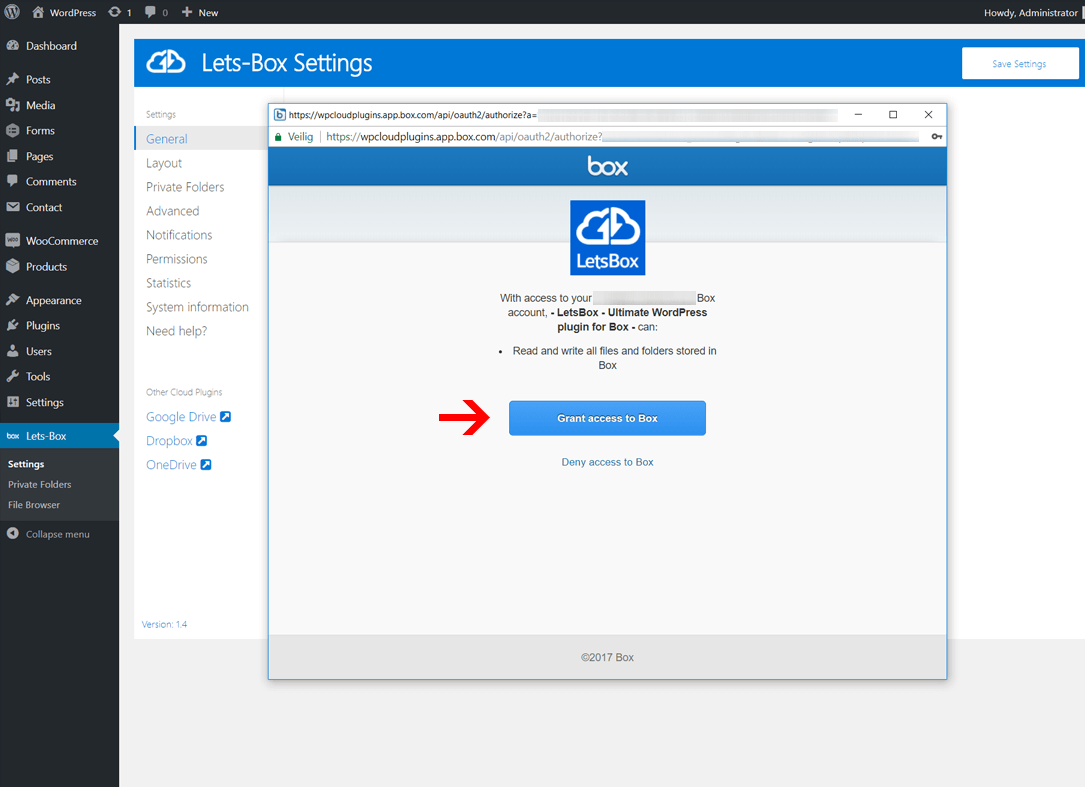 WordPress 1 0 New Howdy, Administrator
Dashboard
Posts
Media
Forms
Pages
Comments
Contact
WooCommerce
Products
Appearance
Plugins
Users
Tools
Settings
box Lets-Box
Settings
Private Folders
File Browser
Collapse menu
Lets-Box Settings
Save Settings
Settings
General
Layout
Private Folders
Advanced
Notifications
Permissions
Statistics
System information
Need help?
Other Cloud Plugins
Google Drive
Dropbox
OneDrive
Version: 1.4
https://wpcloudplugins.app.box.com/api/oauth2/authorize?a=
Veilig https://wpcloudplugins.app.box.com/api/oauth2/authorize?
box
LetsBox
With access to your Box
account, - LetsBox - Ultimate WordPress
plugin for Box - can:
• Read and write all files and folders stored in
Box
Grant access to Box
Deny access to Box
©2017 Box